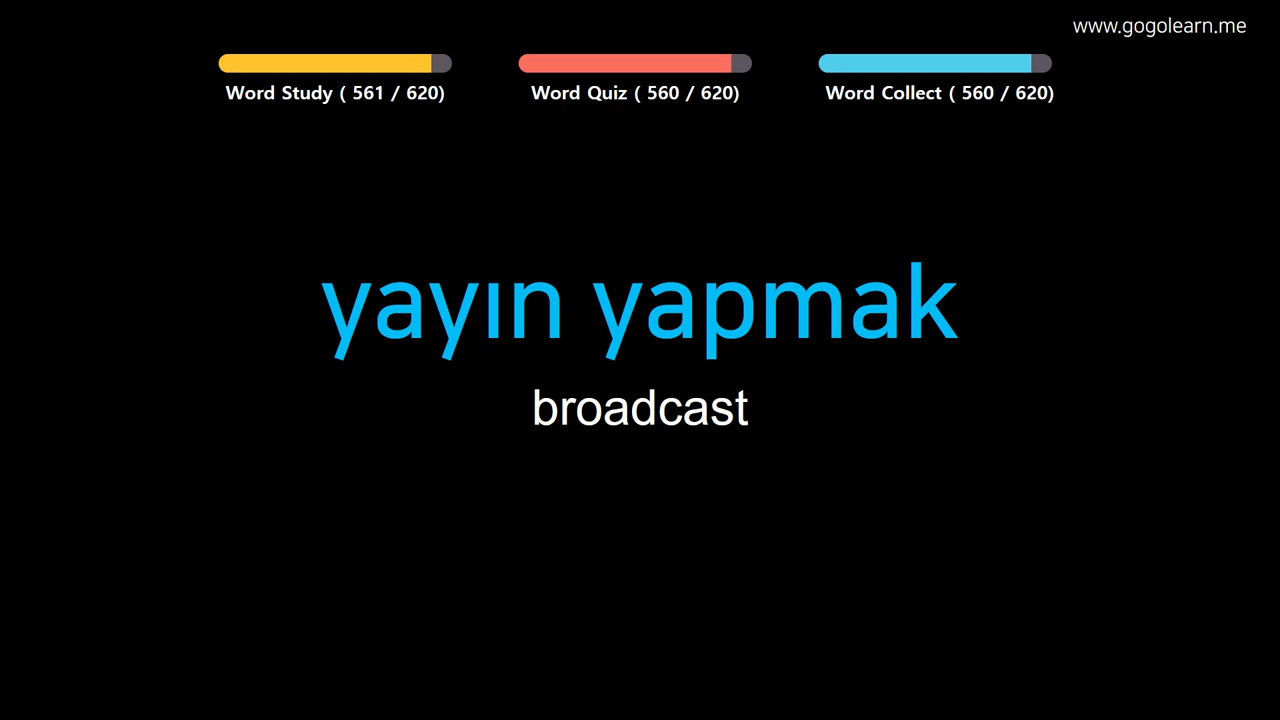 www.gogolearn.me
Word Study ( 561 / 620)
Word Quiz ( 560 / 620)
Word Collect ( 560 / 620)
yayın yapmak
broadcast